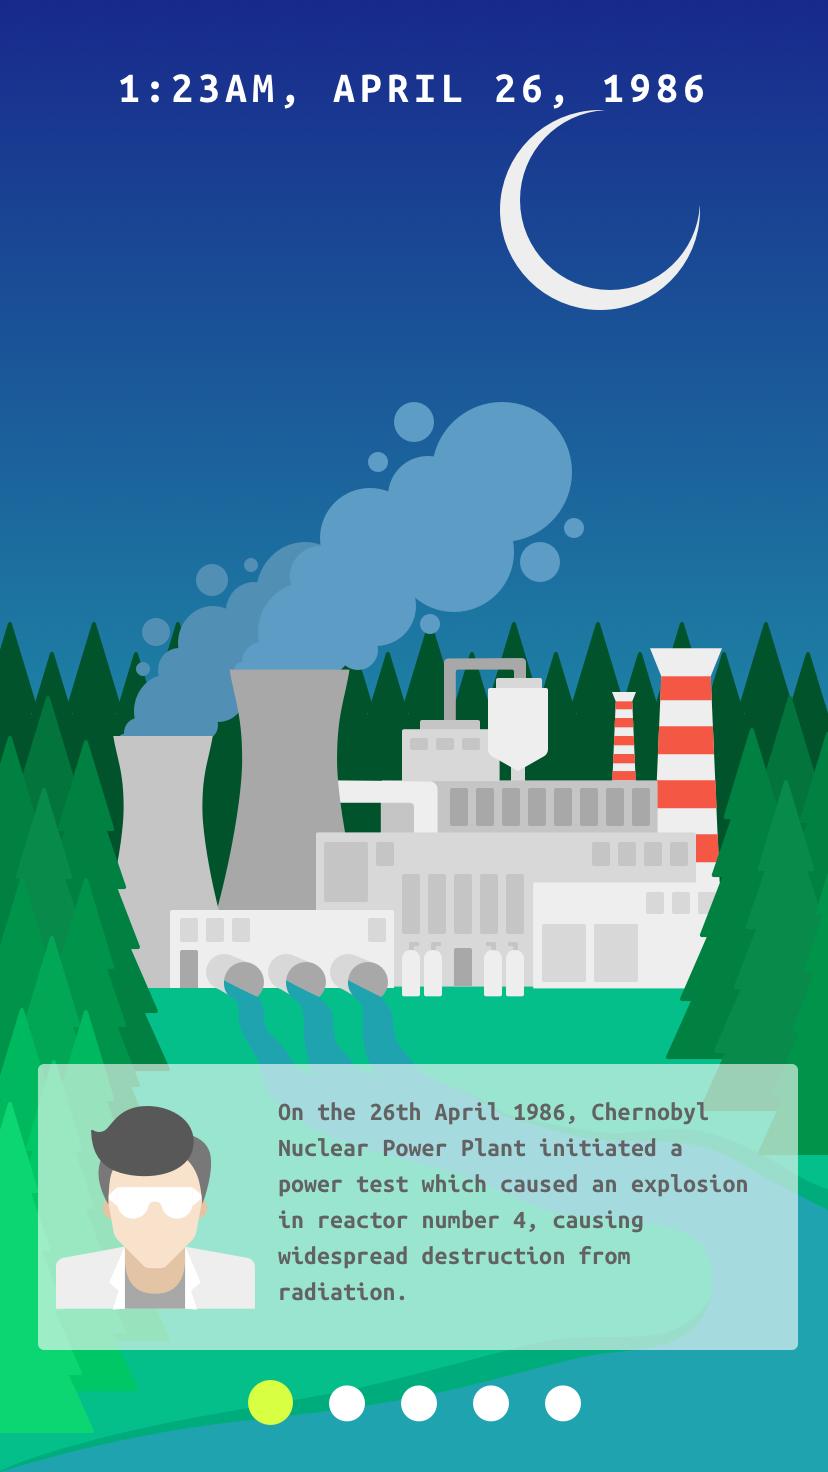 1:23AM, APRIL 26, 1986
On the 26th April 1986, Chernobyl
Nuclear Power Plant initiated a
power test which caused an explosion
in reactor number 4, causing
widespread destruction from
radiation.